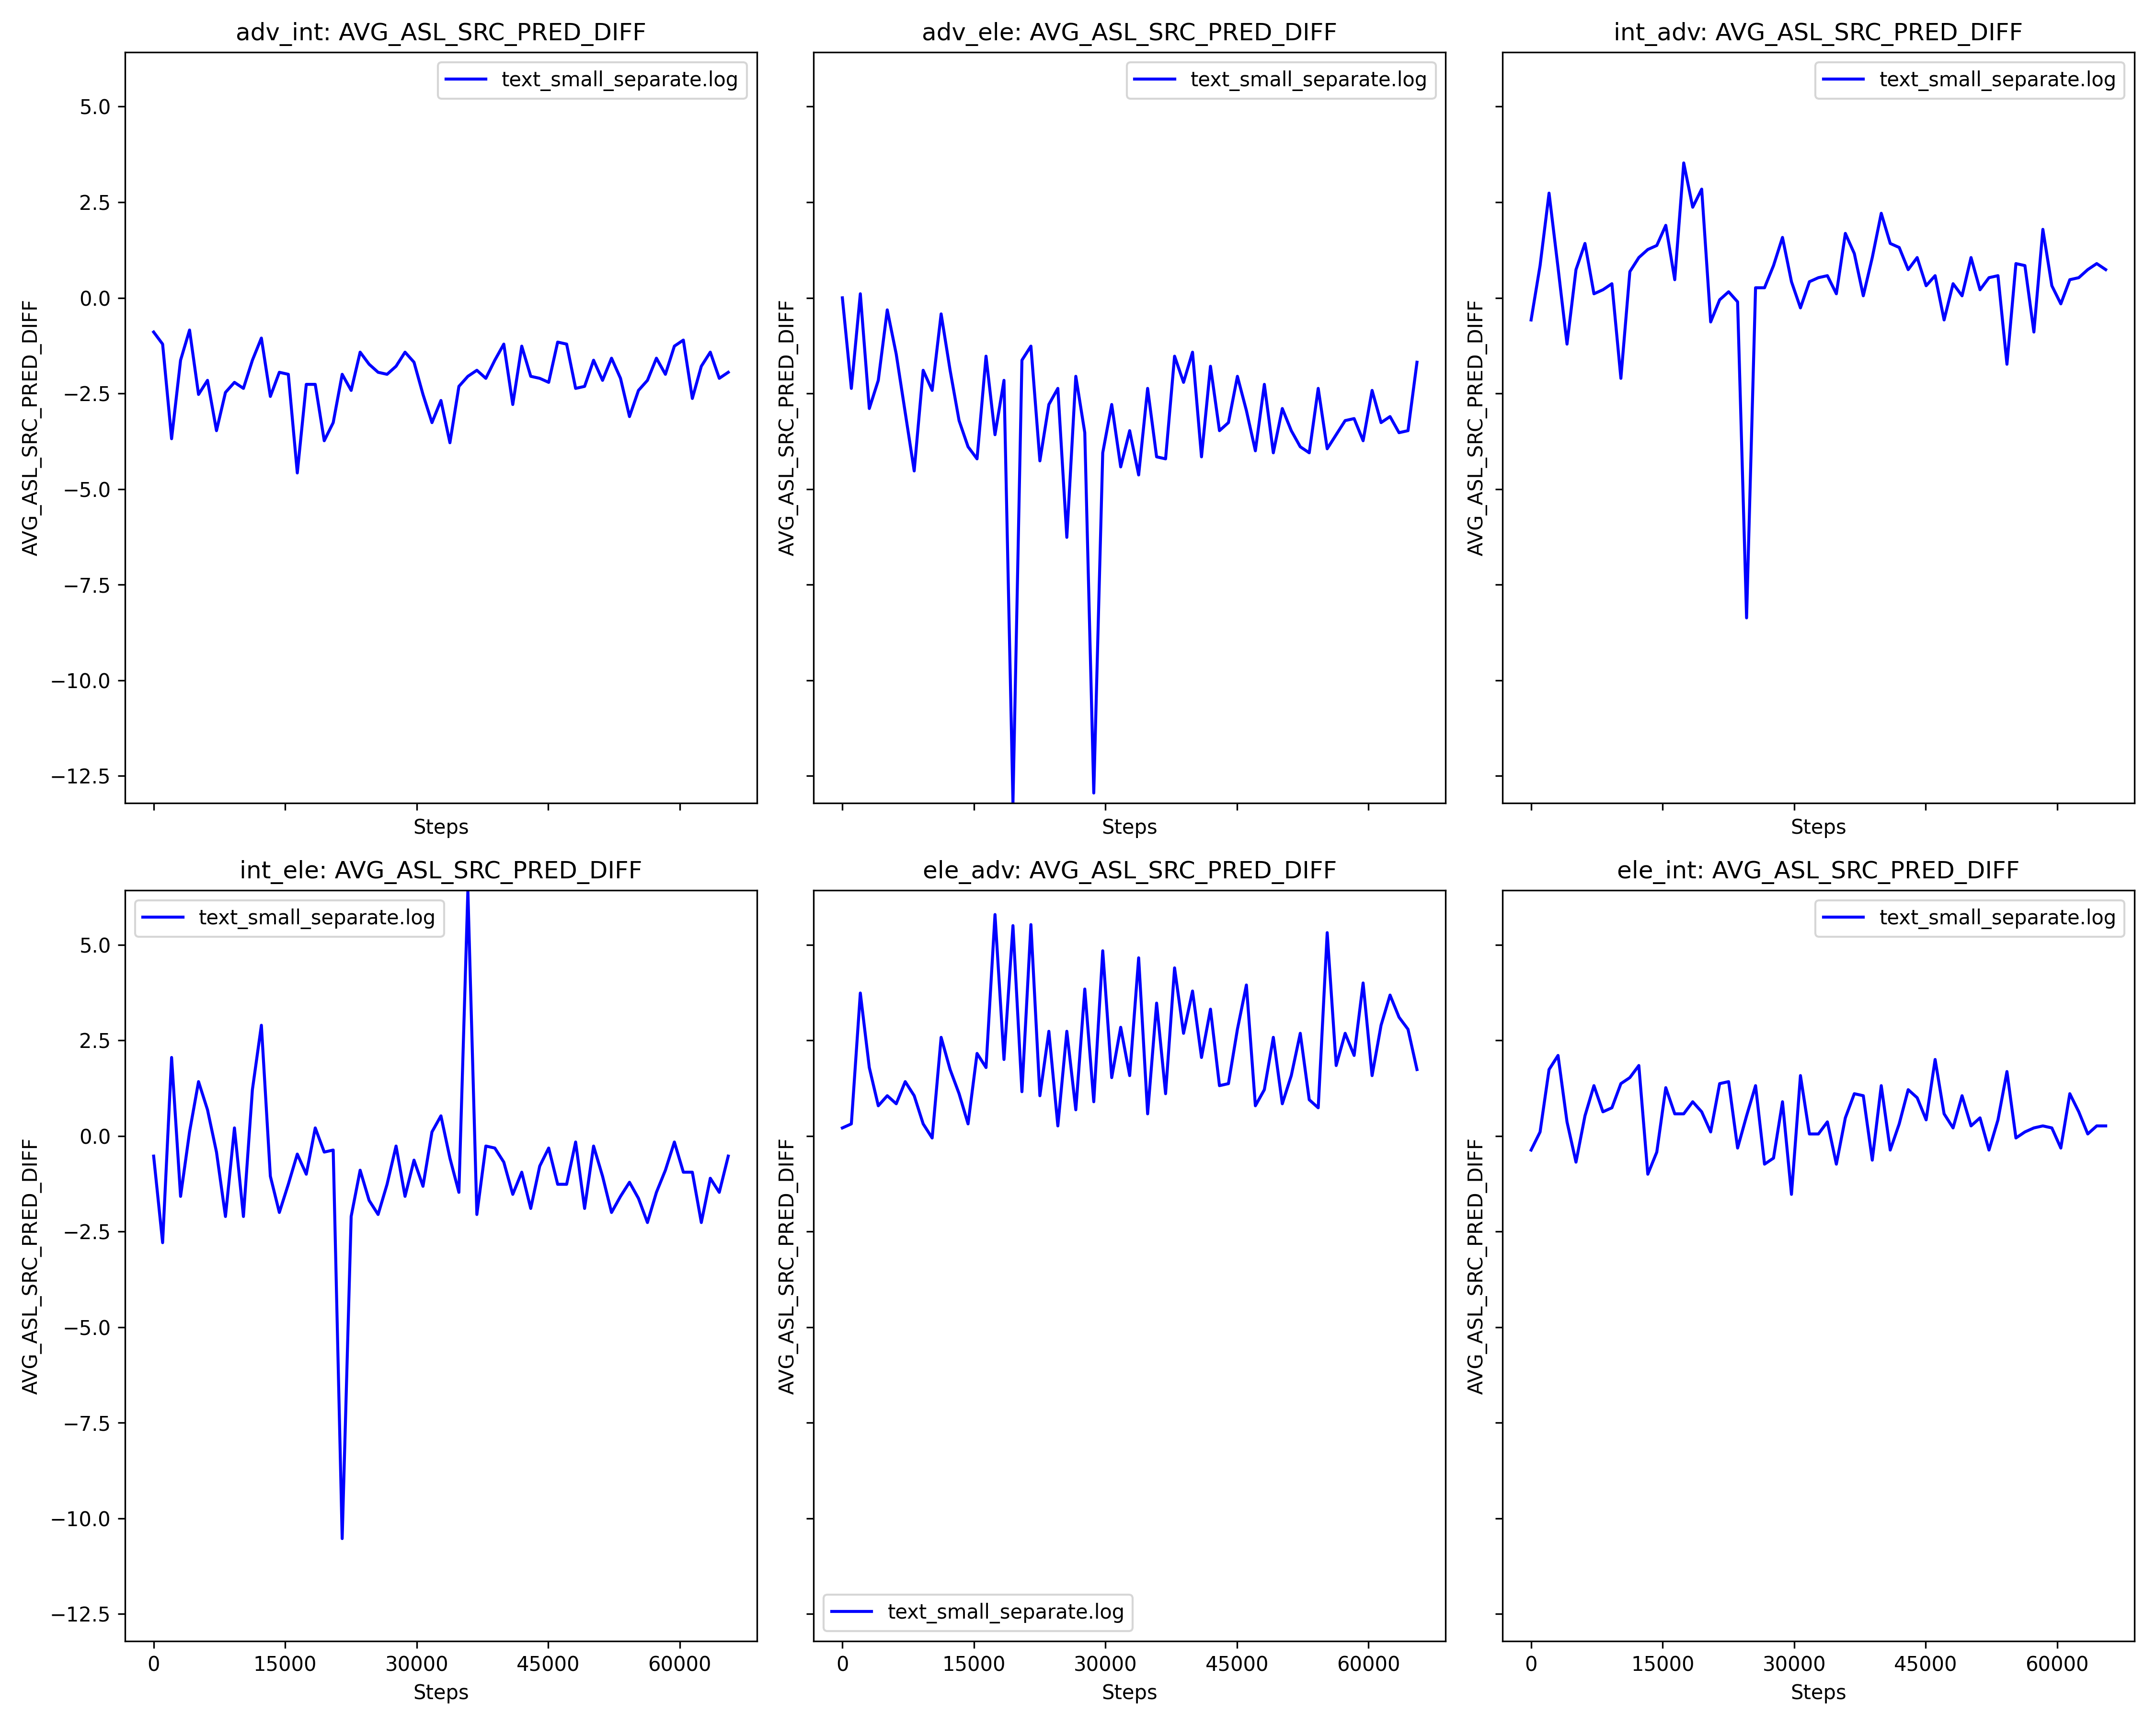 adv_int: AVG_ASL_SRC_PRED_DIFF
adv_ele: AVG_ASL_SRC_PRED_DIFF
int_adv: AVG_ASL_SRC_PRED_DIFF
text_small_separate.log
text_small_separate.log
text_small_separate.log
5.0
2.5
0.0
−2.5
−5.0
−7.5
−10.0
−12.5
AVG_ASL_SRC_PRED_DIFF
AVG_ASL_SRC_PRED_DIFF
AVG_ASL_SRC_PRED_DIFF
Steps
Steps
Steps
int_ele: AVG_ASL_SRC_PRED_DIFF
ele_adv: AVG_ASL_SRC_PRED_DIFF
ele_int: AVG_ASL_SRC_PRED_DIFF
text_small_separate.log
text_small_separate.log
text_small_separate.log
5.0
2.5
0.0
−2.5
−5.0
−7.5
−10.0
−12.5
AVG_ASL_SRC_PRED_DIFF
AVG_ASL_SRC_PRED_DIFF
AVG_ASL_SRC_PRED_DIFF
0 15000 30000 45000 60000
0 15000 30000 45000 60000
0 15000 30000 45000 60000
Steps
Steps
Steps